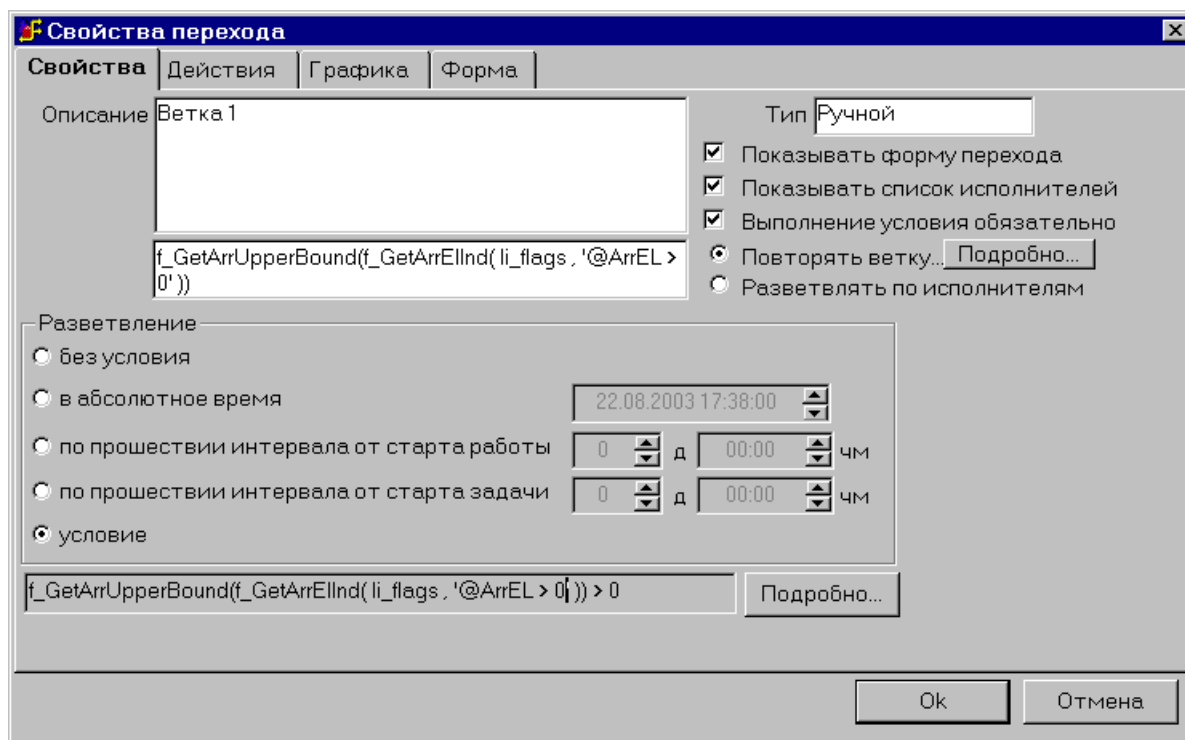 Свойства перехода
Свойства Действия Графика Форма
Описание Ветка 1
Тип Ручной
Показывать форму перехода
Показывать список исполнителей
Выполнение условия обязательно
f_GetArrUpperBound(f_GetArrElInd( li_flags , '@ArrEL >
0' ))
Повторять ветку... Подробно...
Разветвлять по исполнителям
Разветвление
без условия
в абсолютное время 22.08.2003 17:38:00
по прошествии интервала от старта работы 0 д 00:00 чм
по прошествии интервала от старта задачи 0 д 00:00 чм
условие
f_GetArrUpperBound(f_GetArrElInd( li_flags , '@ArrEL > 0' )) > 0 Подробно...
Ok Отмена